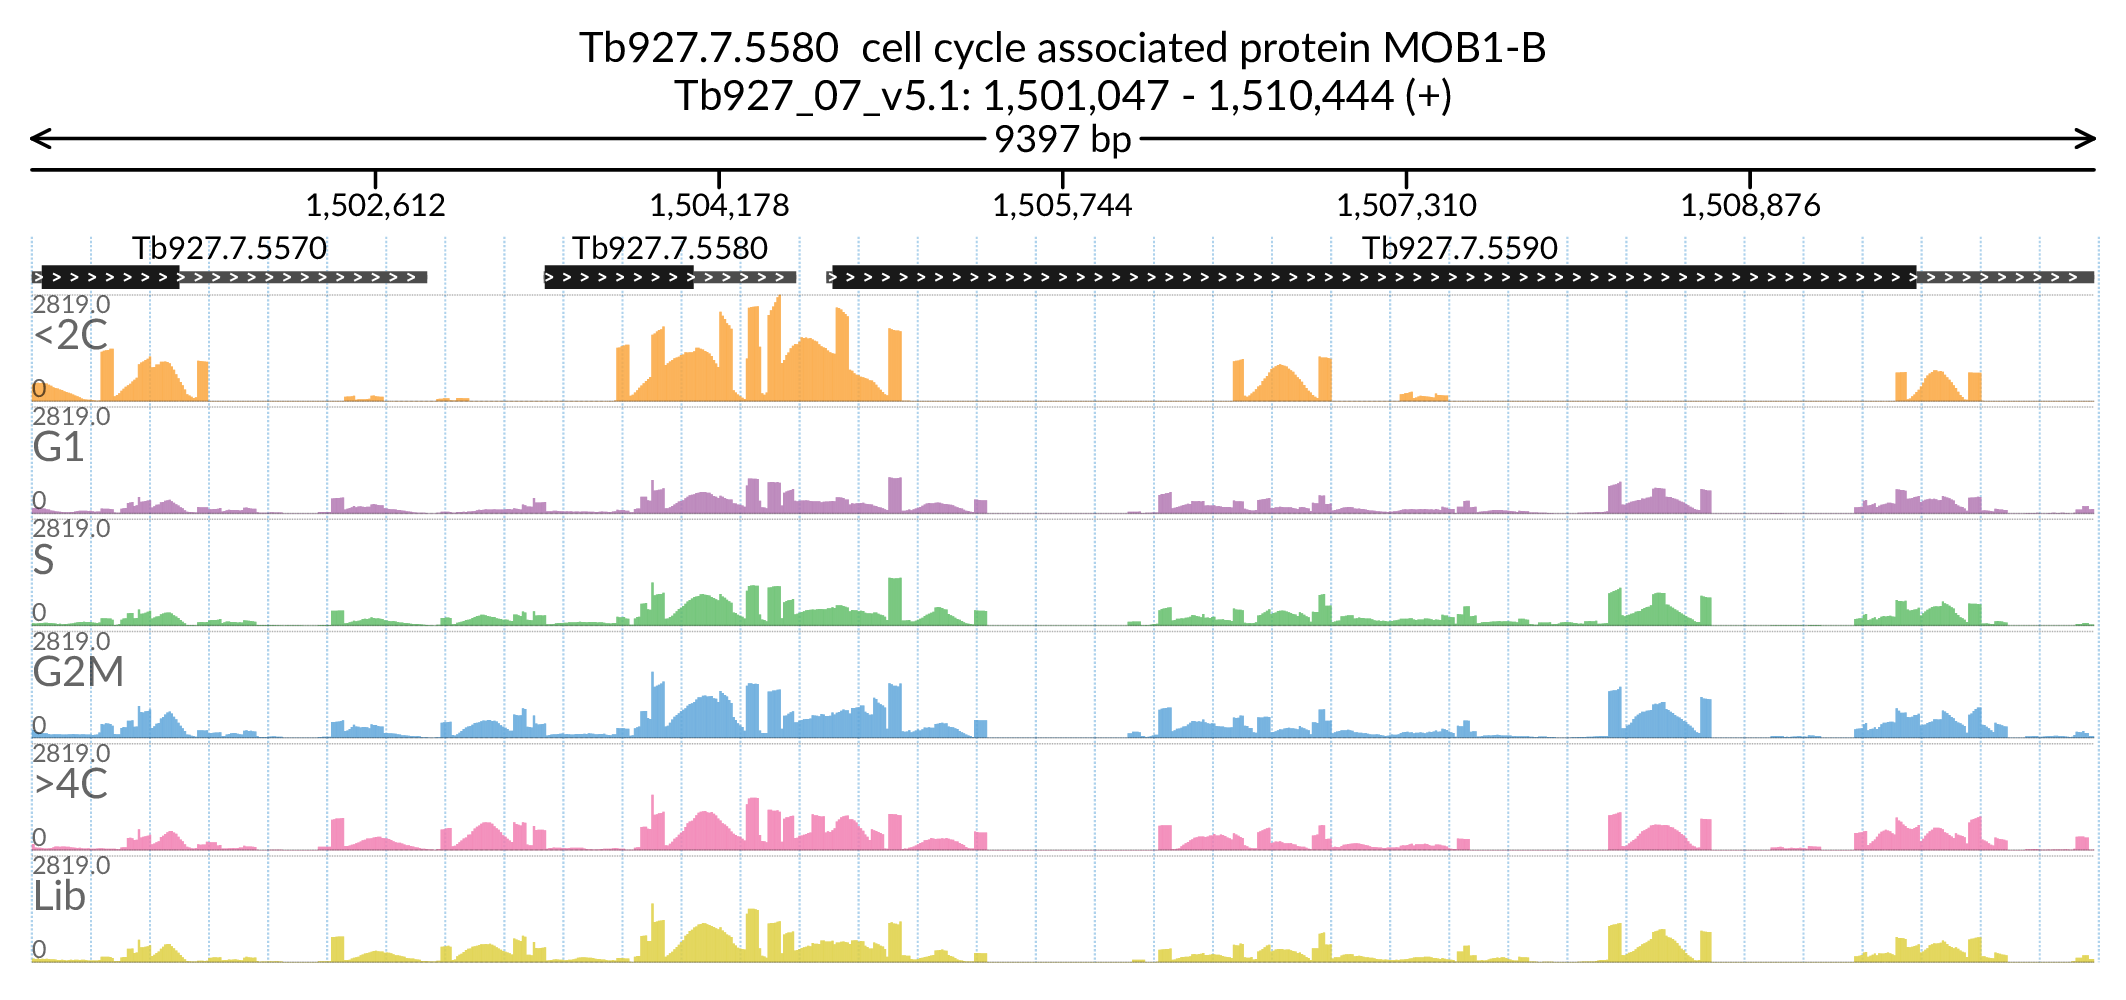 Tb927.7.5580  cell cycle associated protein MOB1-B
Tb927_07_v5.1: 1,501,047 - 1,510,444 (+)
9397 bp
1,502,612 1,504,178 1,505,744 1,507,310 1,508,876
Tb927.7.5570 Tb927.7.5580 Tb927.7.5590
2819.0
<2C
0
2819.0
G1
0
2819.0
S
0
2819.0
G2M
0
2819.0
>4C
0
2819.0
Lib
0